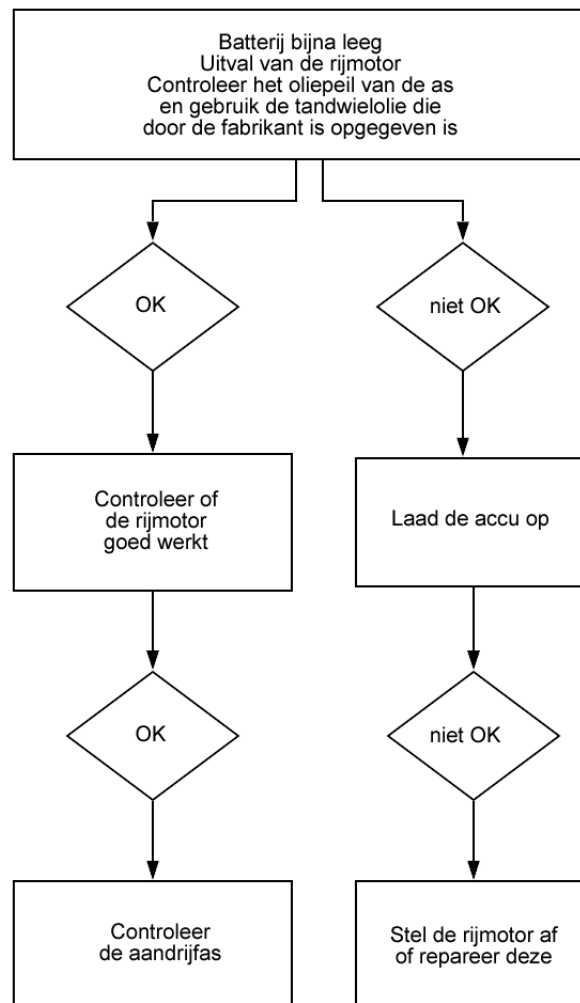 Batterij bijna leeg
Uitval van de rijmotor
Controleer het oliepeil van de as
en gebruik de tandwielolie die
door de fabrikant is opgegeven is
OK
niet OK
Controleer of
de rijmotor
goed werkt
Laad de accu op
OK
niet OK
Controleer
de aandrijfas
Stel de rijmotor af
of repareer deze